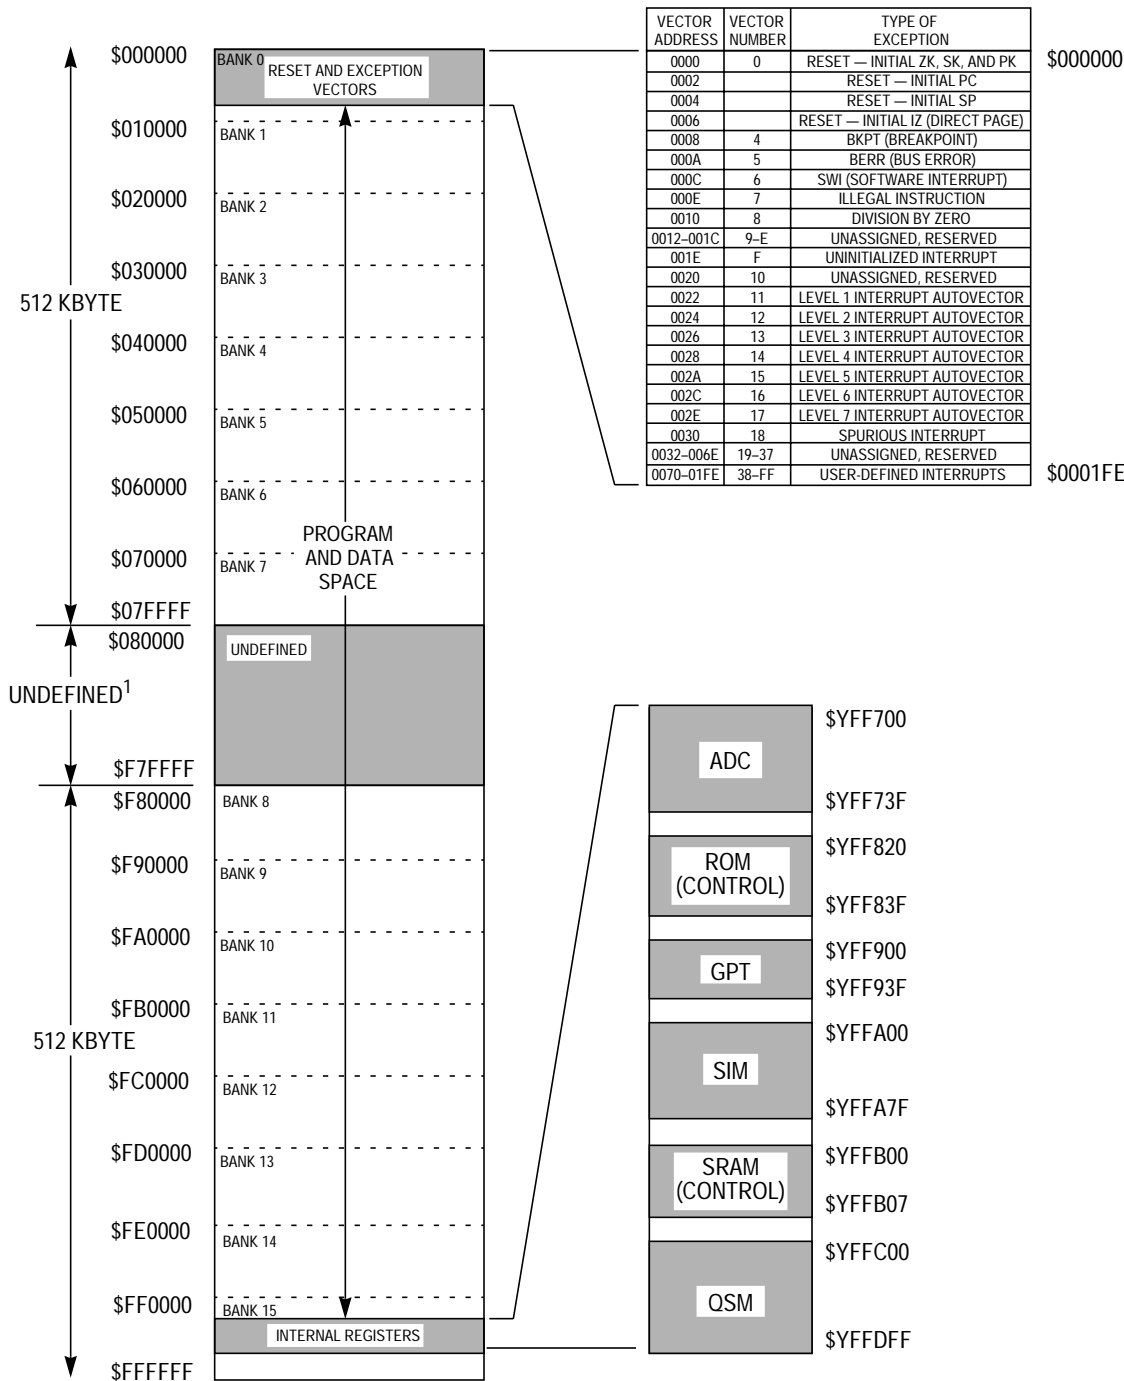 VECTOR ADDRESS VECTOR NUMBER TYPE OF EXCEPTION
0000 0 RESET — INITIAL ZK, SK, AND PK
0002 RESET — INITIAL PC
0004 RESET — INITIAL SP
0006 RESET — INITIAL IZ (DIRECT PAGE)
0008 4 BKPT (BREAKPOINT)
000A 5 BERR (BUS ERROR)
000C 6 SWI (SOFTWARE INTERRUPT)
000E 7 ILLEGAL INSTRUCTION
0010 8 DIVISION BY ZERO
0012–001C 9–E UNASSIGNED, RESERVED
001E F UNINITIALIZED INTERRUPT
0020 10 UNASSIGNED, RESERVED
0022 11 LEVEL 1 INTERRUPT AUTOVECTOR
0024 12 LEVEL 2 INTERRUPT AUTOVECTOR
0026 13 LEVEL 3 INTERRUPT AUTOVECTOR
0028 14 LEVEL 4 INTERRUPT AUTOVECTOR
002A 15 LEVEL 5 INTERRUPT AUTOVECTOR
002C 16 LEVEL 6 INTERRUPT AUTOVECTOR
002E 17 LEVEL 7 INTERRUPT AUTOVECTOR
0030 18 SPURIOUS INTERRUPT
0032–006E 19–37 UNASSIGNED, RESERVED
0070–01FE 38–FF USER-DEFINED INTERRUPTS
$000000
$0001FE
512 KBYTE
UNDEFINED1
512 KBYTE
$000000
$010000
$020000
$030000
$040000
$050000
$060000
$070000
$07FFFF
$080000
$F7FFFF
$F80000
$F90000
$FA0000
$FB0000
$FC0000
$FD0000
$FE0000
$FF0000
$FFFFFF
BANK 0
RESET AND EXCEPTION
VECTORS
BANK 1
BANK 2
BANK 3
BANK 4
BANK 5
BANK 6
PROGRAM
AND DATA
SPACE
BANK 7
UNDEFINED
BANK 8
BANK 9
BANK 10
BANK 11
BANK 12
BANK 13
BANK 14
BANK 15
INTERNAL REGISTERS
ADC
$YFF700
$YFF73F
ROM
(CONTROL)
$YFF820
$YFF83F
GPT
$YFF900
$YFF93F
SIM
$YFFA00
$YFFA7F
SRAM
(CONTROL)
$YFFB00
$YFFB07
QSM
$YFFC00
$YFFDFF